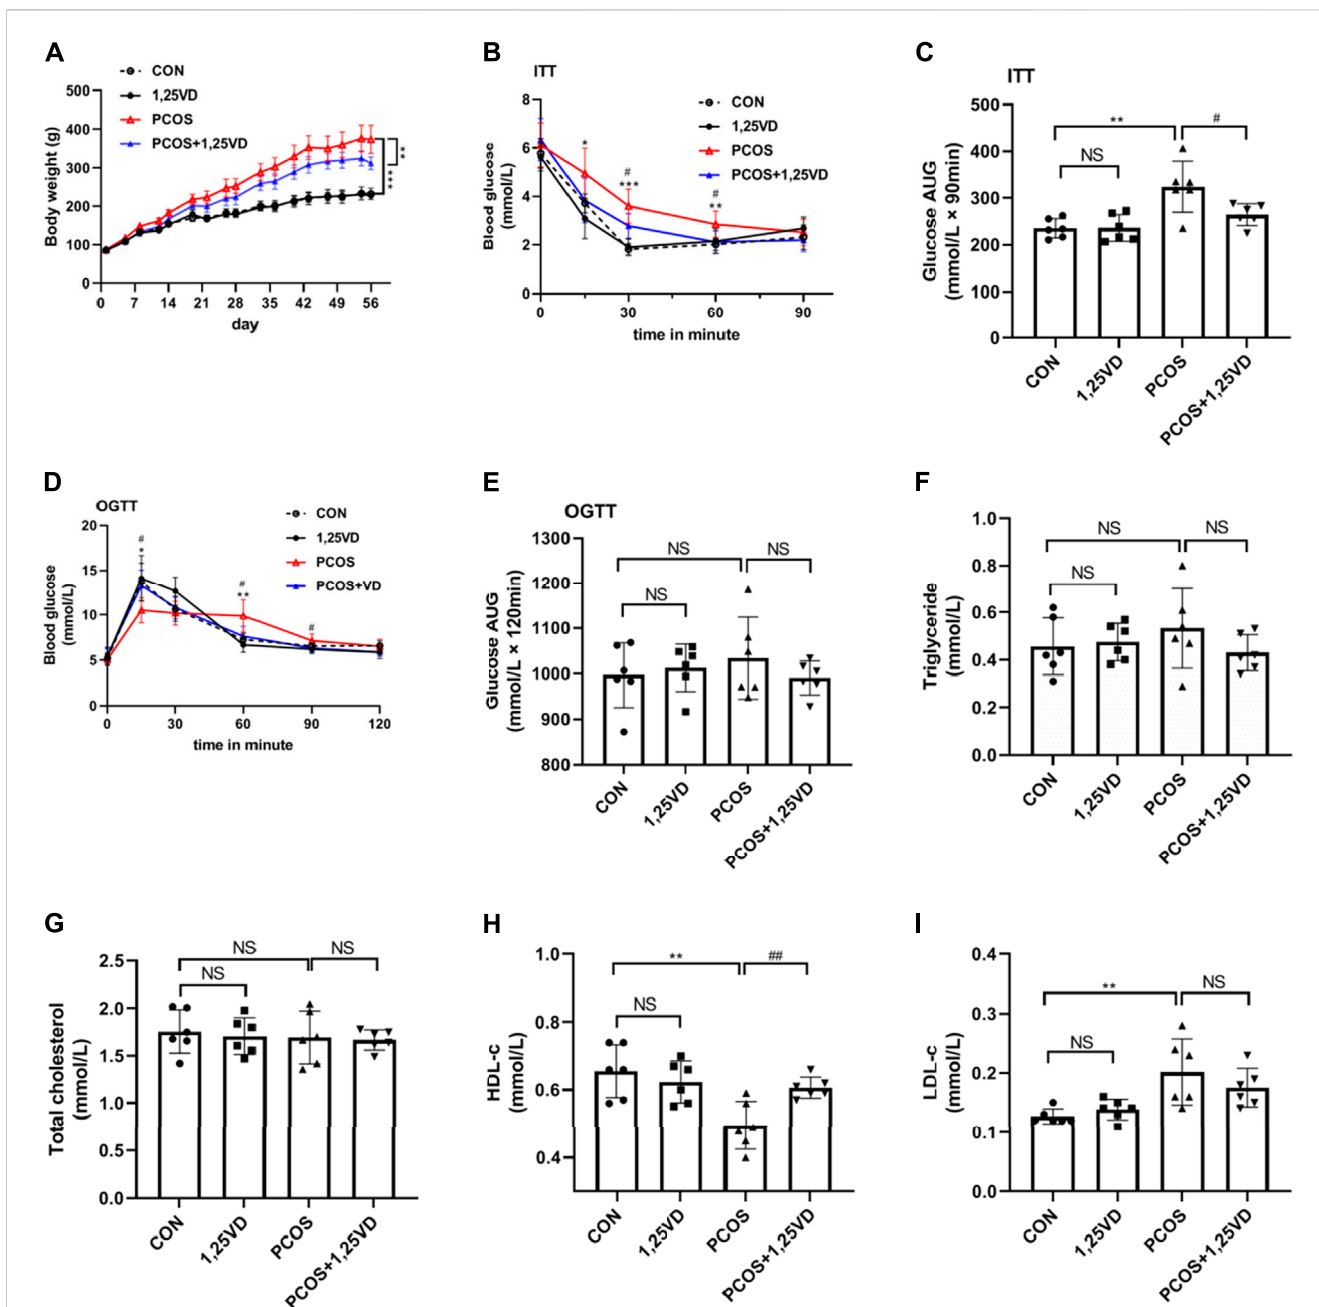 A
CON
1,25VD
PCOS
PCOS+1,25VD
Body weight (g)
500
400
300
200
100
0
0 7 14 21 28 35 42 49 56
day
**
***
B
ITT
CON
1,25VD
PCOS
PCOS+1,25VD
Blood glucose
(mmol/L)
8
6
4
2
0
*
#
***
#
**
0 30 60 90
time in minute
C
ITT
Glucose AUG
(mmol/L × 90min)
500
400
300
200
100
0
** #
NS
CON 1,25VD PCOS PCOS+1,25VD
D
OGTT
CON
1,25VD
PCOS
PCOS+VD
Blood glucose
(mmol/L)
20
15
10
5
0
#
*
#
**
#
0 30 60 90 120
time in minute
E
OGTT
Glucose AUG
(mmol/L × 120min)
1300
1200
1100
1000
900
800
NS NS
NS
CON 1,25VD PCOS PCOS+1,25VD
F
Triglyceride
(mmol/L)
1.0
0.8
0.6
0.4
0.2
0.0
NS NS
NS
CON 1,25VD PCOS PCOS+1,25VD
G
Total cholesterol
(mmol/L)
2.5
2.0
1.5
1.0
0.5
0.0
NS NS
NS
CON 1,25VD PCOS PCOS+1,25VD
H
HDL-c
(mmol/L)
1.0
0.8
0.6
0.4
** ##
NS
CON 1,25VD PCOS PCOS+1,25VD
I
LDL-c
(mmol/L)
0.4
0.3
0.2
0.1
0.0
** NS
NS
CON 1,25VD PCOS PCOS+1,25VD